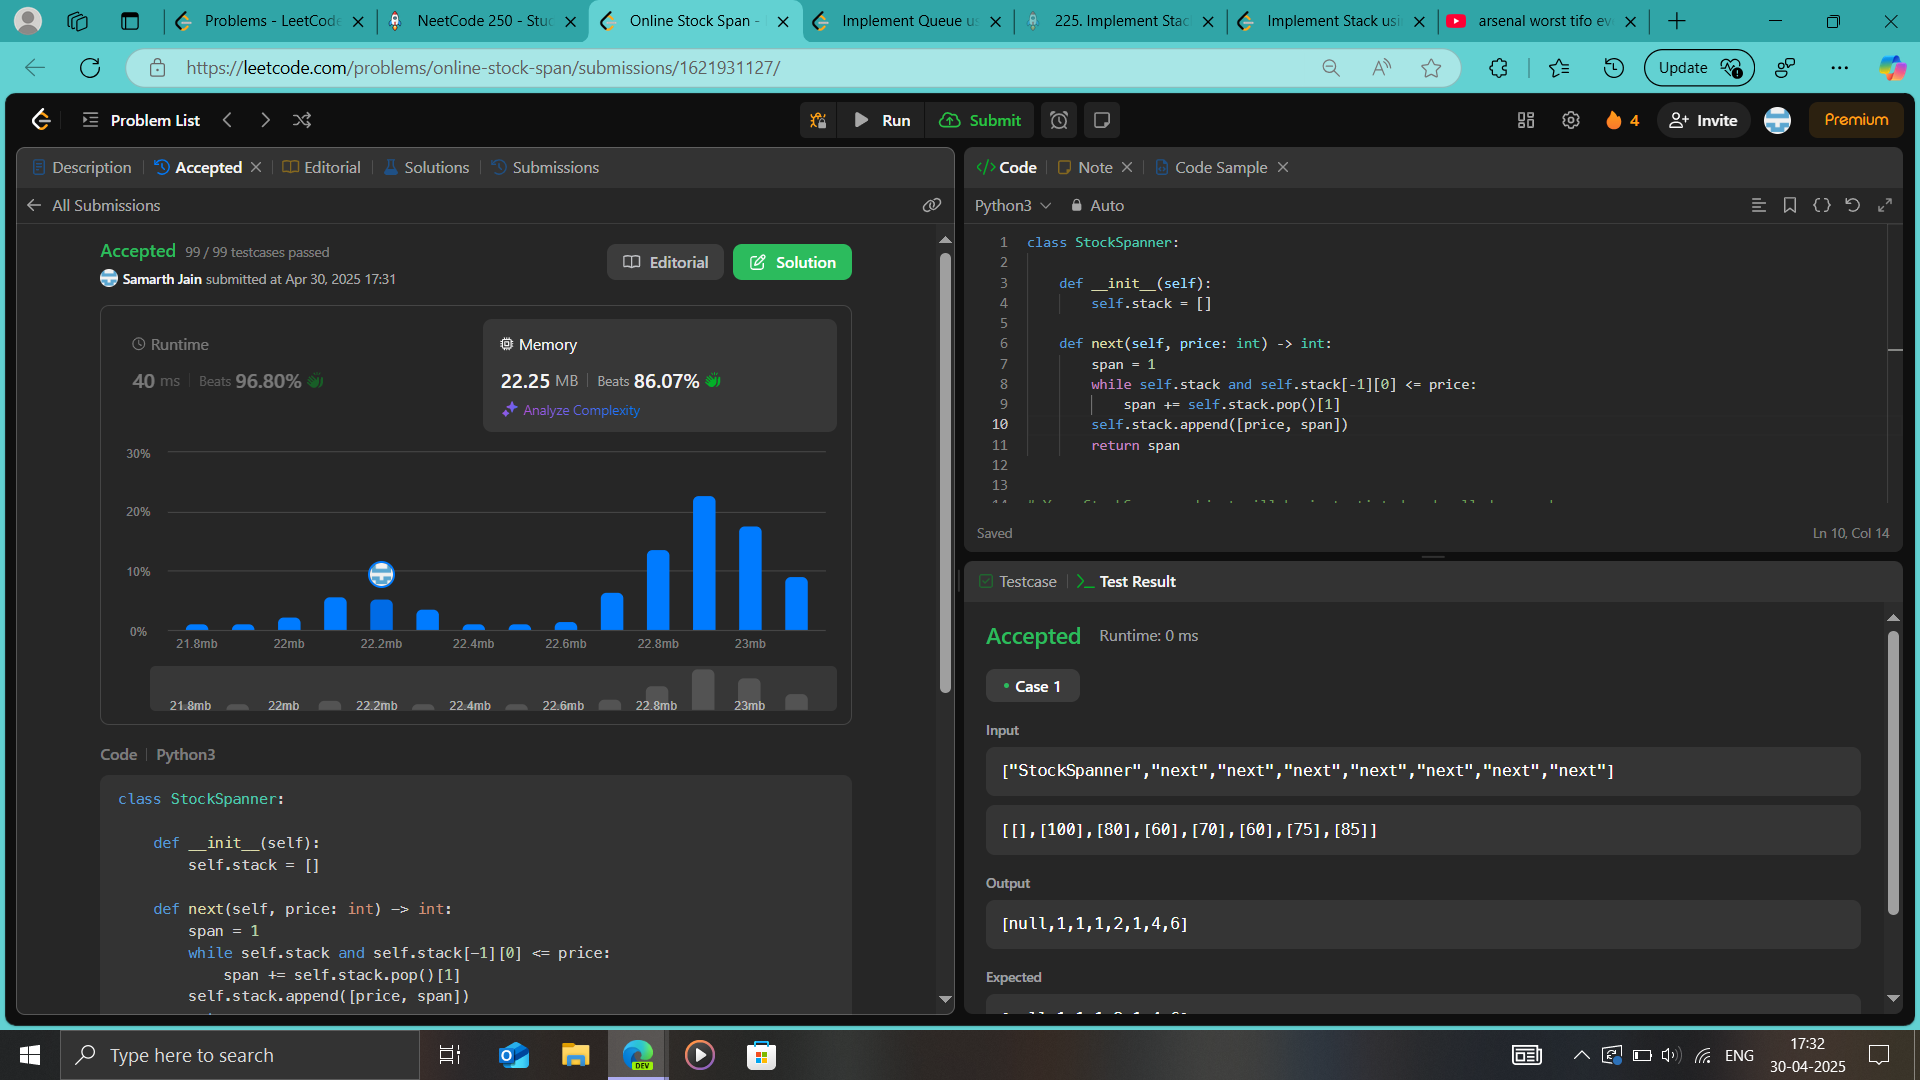 Problems - LeetCode
NeetCode 250 - Stud
Online Stock Span -
Implement Queue us
225. Implement Stac
Implement Stack usi
arsenal worst tifo ev
https://leetcode.com/problems/online-stock-span/submissions/1621931127/
Update
Problem List
Run
Submit
4
Invite
Premium
Description
Accepted
Editorial
Solutions
Submissions
All Submissions
Accepted 99 / 99 testcases passed
Samarth Jain submitted at Apr 30, 2025 17:31
Editorial
Solution
Runtime
40 ms Beats 96.80%
Memory
22.25 MB Beats 86.07%
Analyze Complexity
30%
20%
10%
0%
21.8mb 22mb 22.2mb 22.4mb 22.6mb 22.8mb 23mb
21.8mb 22mb 22.2mb 22.4mb 22.6mb 22.8mb 23mb
Code Python3
class StockSpanner:
def __init__(self):
self.stack = []
def next(self, price: int) -> int:
span = 1
while self.stack and self.stack[-1][0] <= price:
span += self.stack.pop()[1]
self.stack.append([price, span])
</> Code
Note
Code Sample
Python3
Auto
1 class StockSpanner:
2
3 def __init__(self):
4 self.stack = []
5
6 def next(self, price: int) -> int:
7 span = 1
8 while self.stack and self.stack[-1][0] <= price:
9 span += self.stack.pop()[1]
10 self.stack.append([price, span])
11 return span
12
13
Saved
Ln 10, Col 14
Testcase
Test Result
Accepted Runtime: 0 ms
Case 1
Input
["StockSpanner","next","next","next","next","next","next","next"]
[[],[100],[80],[60],[70],[60],[75],[85]]
Output
[null,1,1,1,2,1,4,6]
Expected
Type here to search
DEV
ENG
17:32
30-04-2025